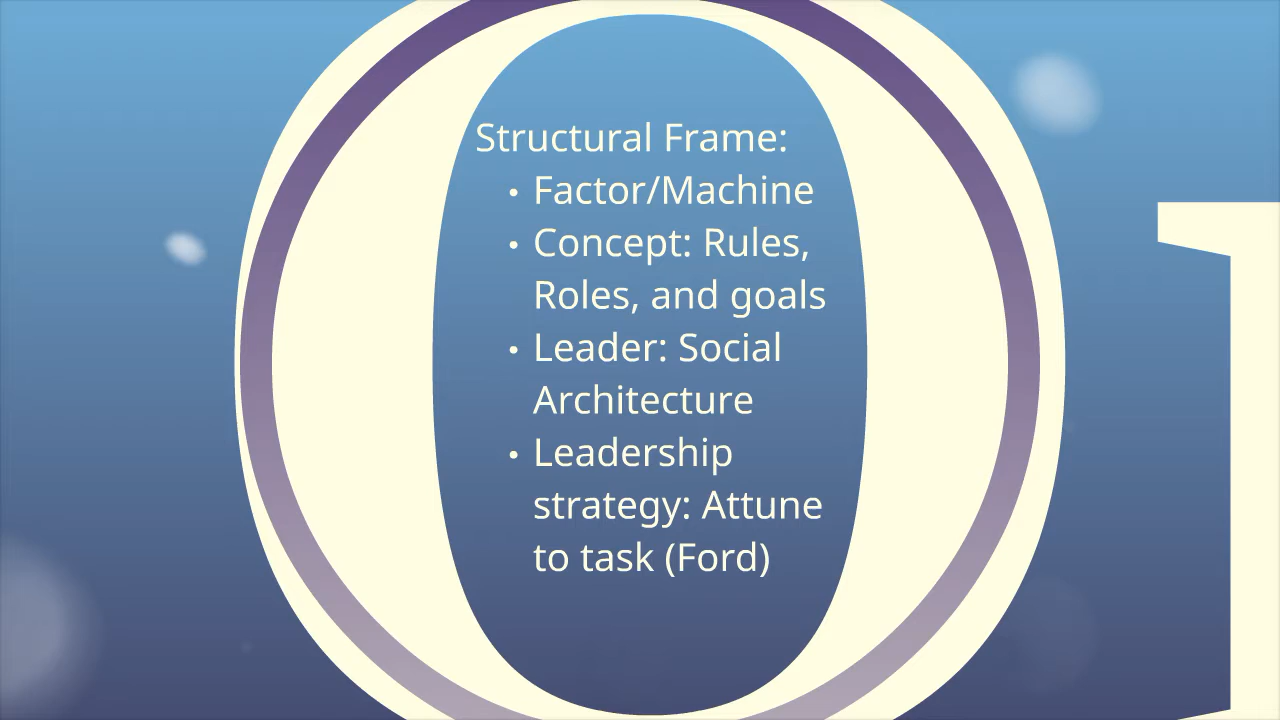 Structural Frame:
• Factor/Machine
• Concept: Rules,
Roles, and goals
• Leader: Social
Architecture
• Leadership
strategy: Attune
to task (Ford)